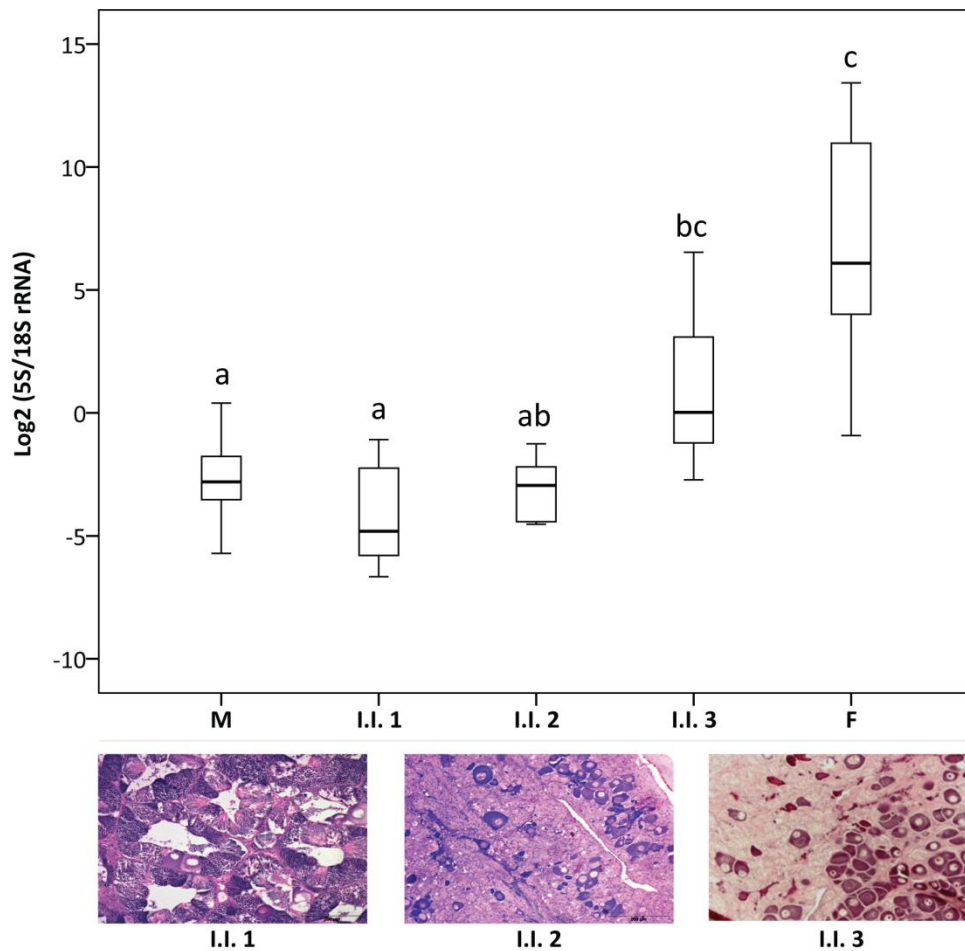 Log2 (5S/18S rRNA)
15
10
5
0
-5
-10
a
a
ab
bc
c
M
I.I. 1
I.I. 2
I.I. 3
F
I.I. 1
I.I. 2
I.I. 3